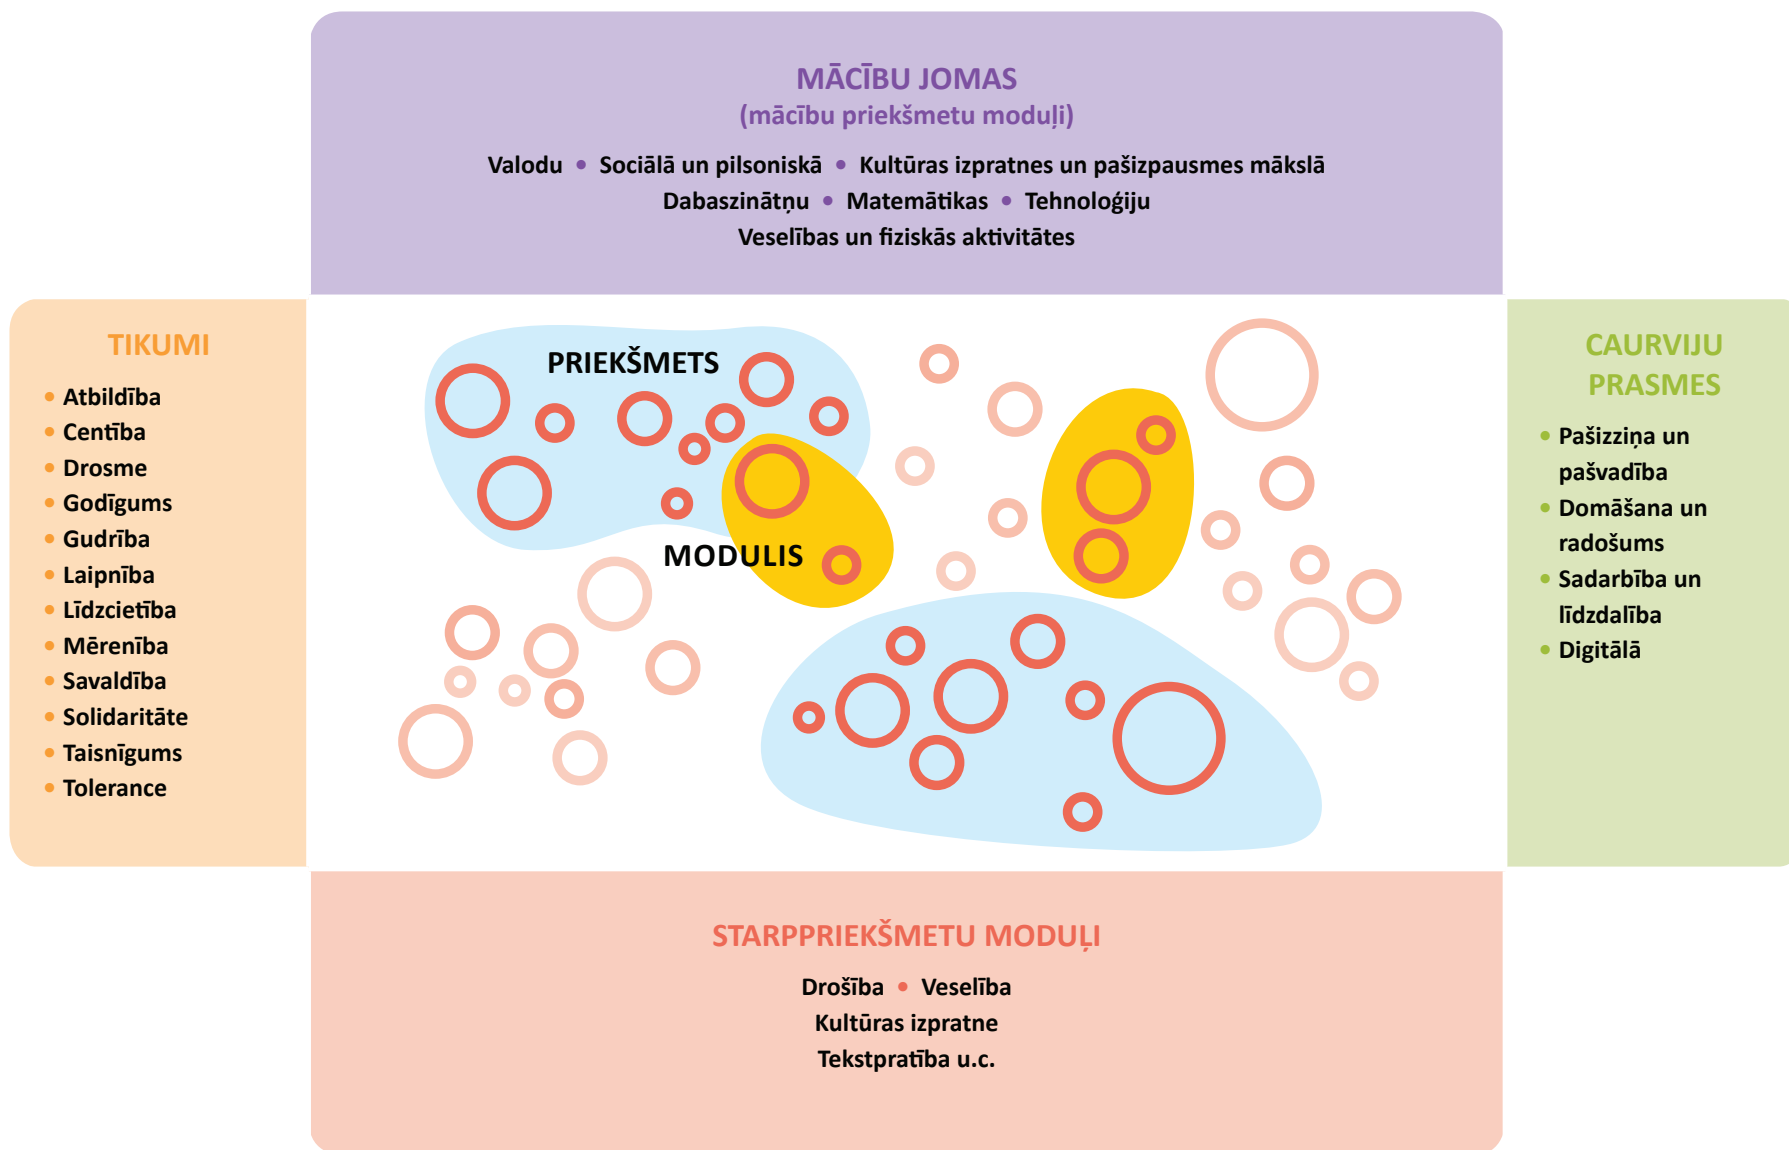 MĀCĪBU JOMAS
(mācību priekšmetu moduļi)
Valodu • Sociālā un pilsoniskā • Kultūras izpratnes un pašizpausmes mākslā
Dabaszinātņu • Matemātikas • Tehnoloģiju
Veselības un fiziskās aktivitātes
TIKUMI
• Atbildība
• Centība
• Drosme
• Godīgums
• Gudrība
• Laipnība
• Līdzcietība
• Mērenība
• Savaldība
• Solidaritāte
• Taisnīgums
• Tolerance
PRIEKŠMETS
MODULIS
CAURVIJU
PRASMES
• Pašizziņa un
pašvadība
• Domāšana un
radošums
• Sadarbība un
līdzdalība
• Digitālā
STARPPRIEKŠMETU MODUĻI
Drošība • Veselība
Kultūras izpratne
Tekstpratība u.c.